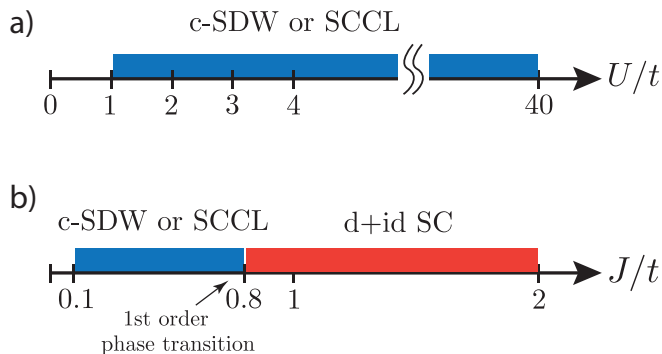 a)
c-SDW or SCCL
0 1 2 3 4 40 U/t
b)
c-SDW or SCCL d+id SC
0.1 0.8 1 2 J/t
1st order
phase transition